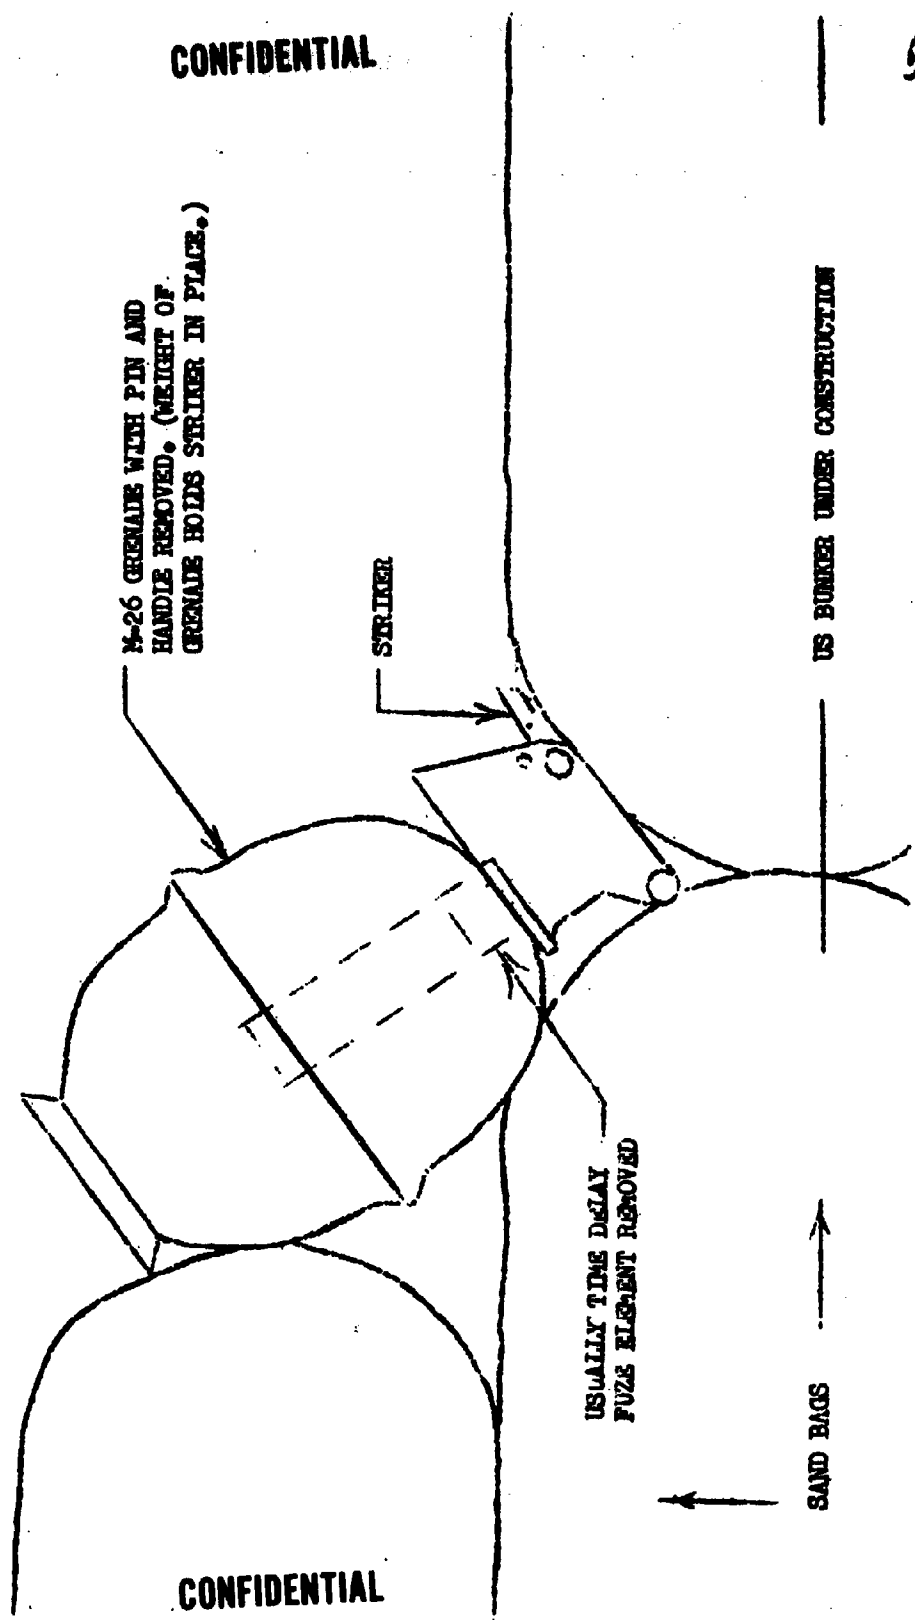 CONFIDENTIAL
M-26 GRENADE WITH PIN AND
HANDLE REMOVED. (WEIGHT OF
GRENADE HOLDS STRIKER IN PLACE.)
STRIKER
US BUNKER UNDER CONSTRUCTION
USUALLY TIME DELAY
FUZE ELEMENT REMOVED
SAND BAGS
CONFIDENTIAL